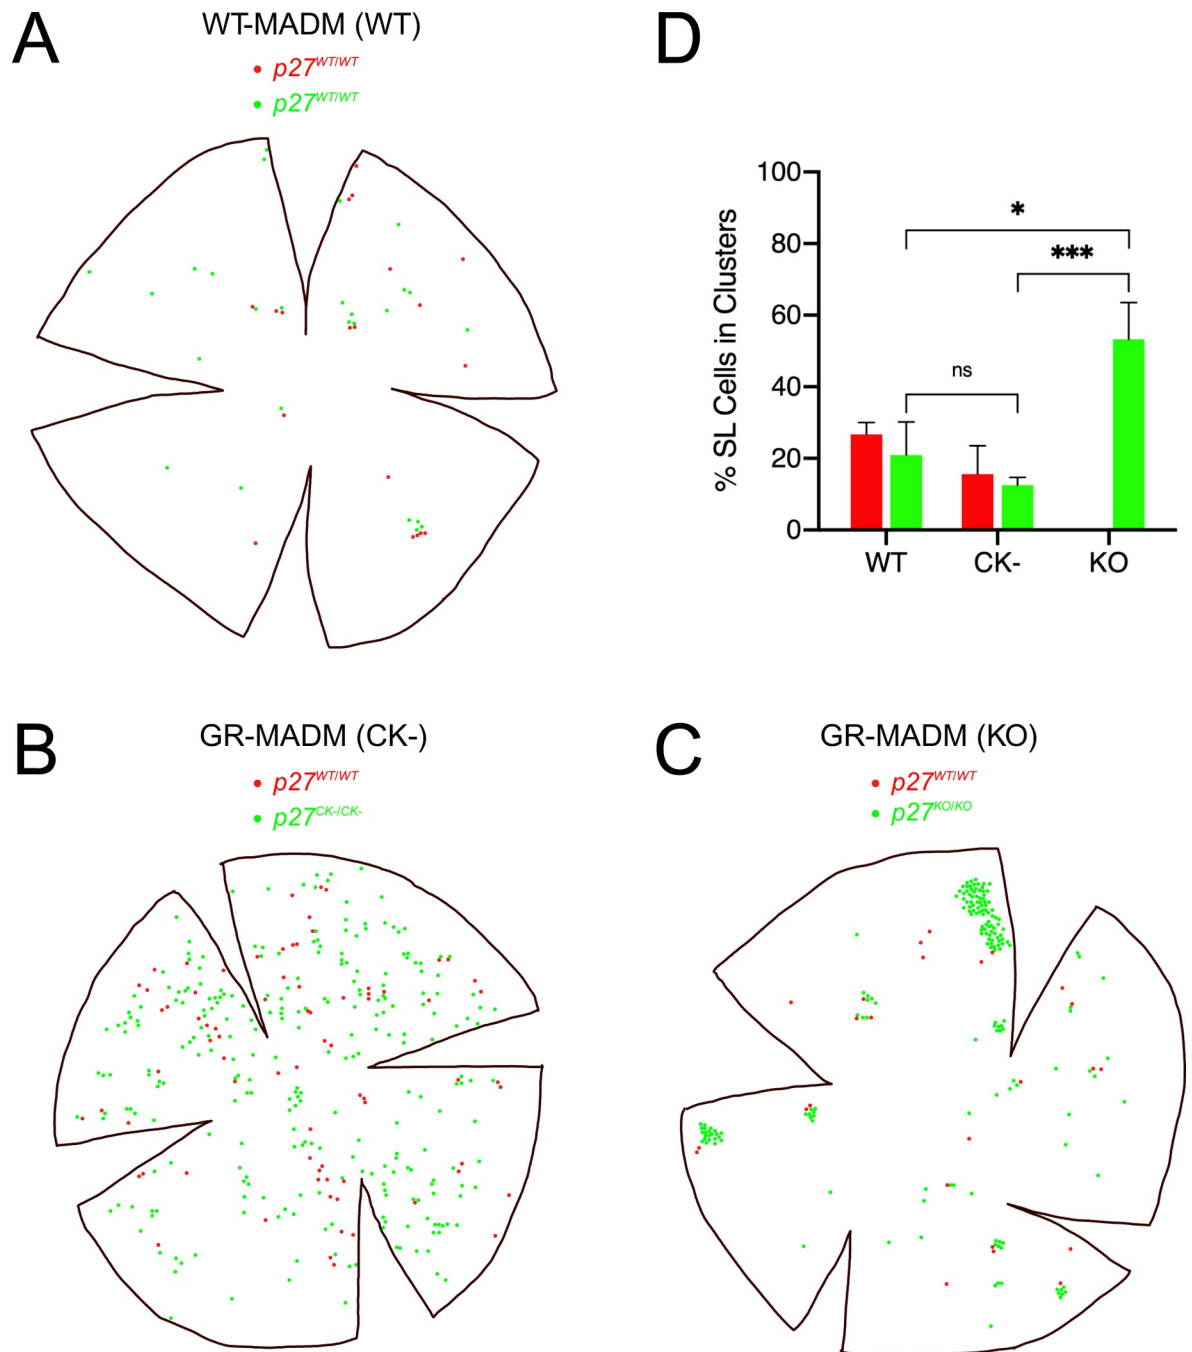 A
WT-MADM (WT)
p27WT/WT
p27WT/WT
D
% SL Cells in Clusters
100
80
60
40
20
0
*
***
ns
WT CK- KO
B
GR-MADM (CK-)
p27WT/WT
p27CK-/CK-
C
GR-MADM (KO)
p27WT/WT
p27KO/KO